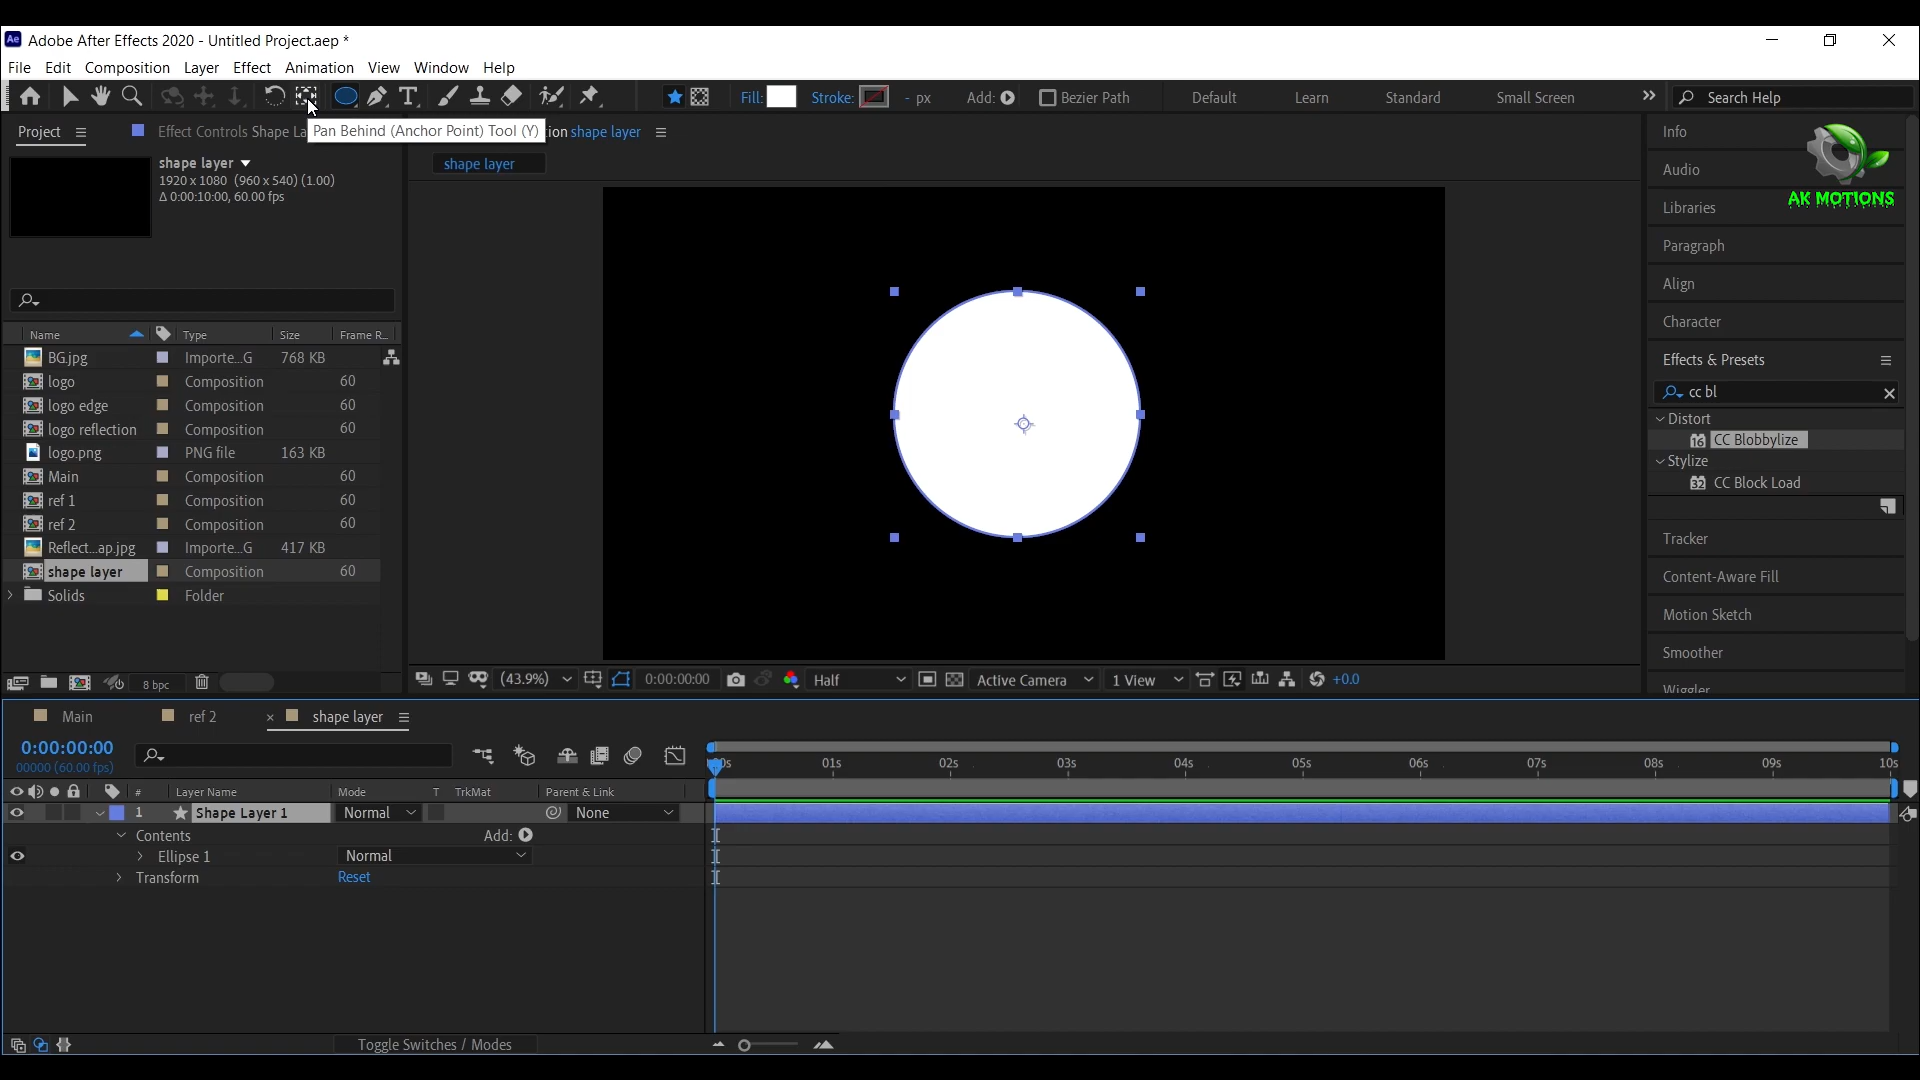 Ae Adobe After Effects 2020 - Untitled Project.aep *
File Edit Composition Layer Effect Animation View Window Help
Fill: Stroke: - px Add: Bezier Path Default Learn Standard Small Screen Search Help
Project Effect Controls Shape La
Pan Behind (Anchor Point) Tool (Y)
ion shape layer
shape layer
1920 x 1080 (960 x 540) (1.00)
Δ 0:00:10:00, 60.00 fps
shape layer
Name Type Size Frame R...
BG.jpg Importe...G 768 KB
logo Composition 60
logo edge Composition 60
logo reflection Composition 60
logo.png PNG file 163 KB
Main Composition 60
ref 1 Composition 60
ref 2 Composition 60
Reflect...ap.jpg Importe...G 417 KB
shape layer Composition 60
Solids Folder
8 bpc
(43.9%) 0:00:00:00 Half Active Camera 1 View +0.0
Info
Audio
Libraries
Paragraph
Align
Character
Effects & Presets
cc bl
Distort
16 CC Blobbylize
Stylize
32 CC Block Load
Tracker
Content-Aware Fill
Motion Sketch
Smoother
Wiggler
AK MOTIONS
Main ref 2 shape layer
0:00:00:00
00000 (60.00 fps)
01s 02s 03s 04s 05s 06s 07s 08s 09s 10s
# Layer Name Mode T TrkMat Parent & Link
1 Shape Layer 1 Normal None
Contents Add:
Ellipse 1 Normal
Transform Reset
Toggle Switches / Modes